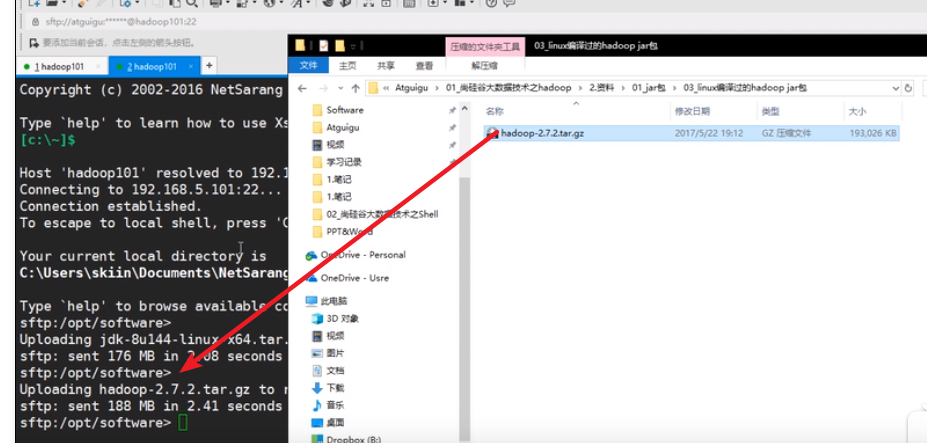 sftp://atguigu:******@hadoop101:22
要添加当前会话，点击左侧的箭头按钮。
1 hadoop101
2 hadoop101
+
Copyright (c) 2002-2016 NetSarang
Type `help' to learn how to use Xs
[c:\~]$
Host 'hadoop101' resolved to 192.1
Connecting to 192.168.5.101:22...
Connection established.
To escape to local shell, press 'C
Your current local directory is
C:\Users\skiin\Documents\NetSarang
Type `help' to browse available co
sftp:/opt/software>
Uploading jdk-8u144-linux-x64.tar.
sftp: sent 176 MB in 2.08 seconds
sftp:/opt/software>
Uploading hadoop-2.7.2.tar.gz to r
sftp: sent 188 MB in 2.41 seconds
sftp:/opt/software>
压缩的文件夹工具
03_linux编译过的hadoop jar包
文件
主页
共享
查看
解压缩
« Atguigu › 01_尚硅谷大数据技术之hadoop › 2.资料 › 01_jar包 › 03_linux编译过的hadoop jar包
Software
Atguigu
视频
学习记录
1.笔记
1.笔记
02_尚硅谷大数据技术之Shell
PPT&Word
OneDrive - Personal
OneDrive - Usre
此电脑
3D 对象
视频
图片
文档
下载
音乐
桌面
Dropbox (B:)
名称
修改日期
类型
大小
hadoop-2.7.2.tar.gz
2017/5/22 19:12
GZ 压缩文件
193,026 KB